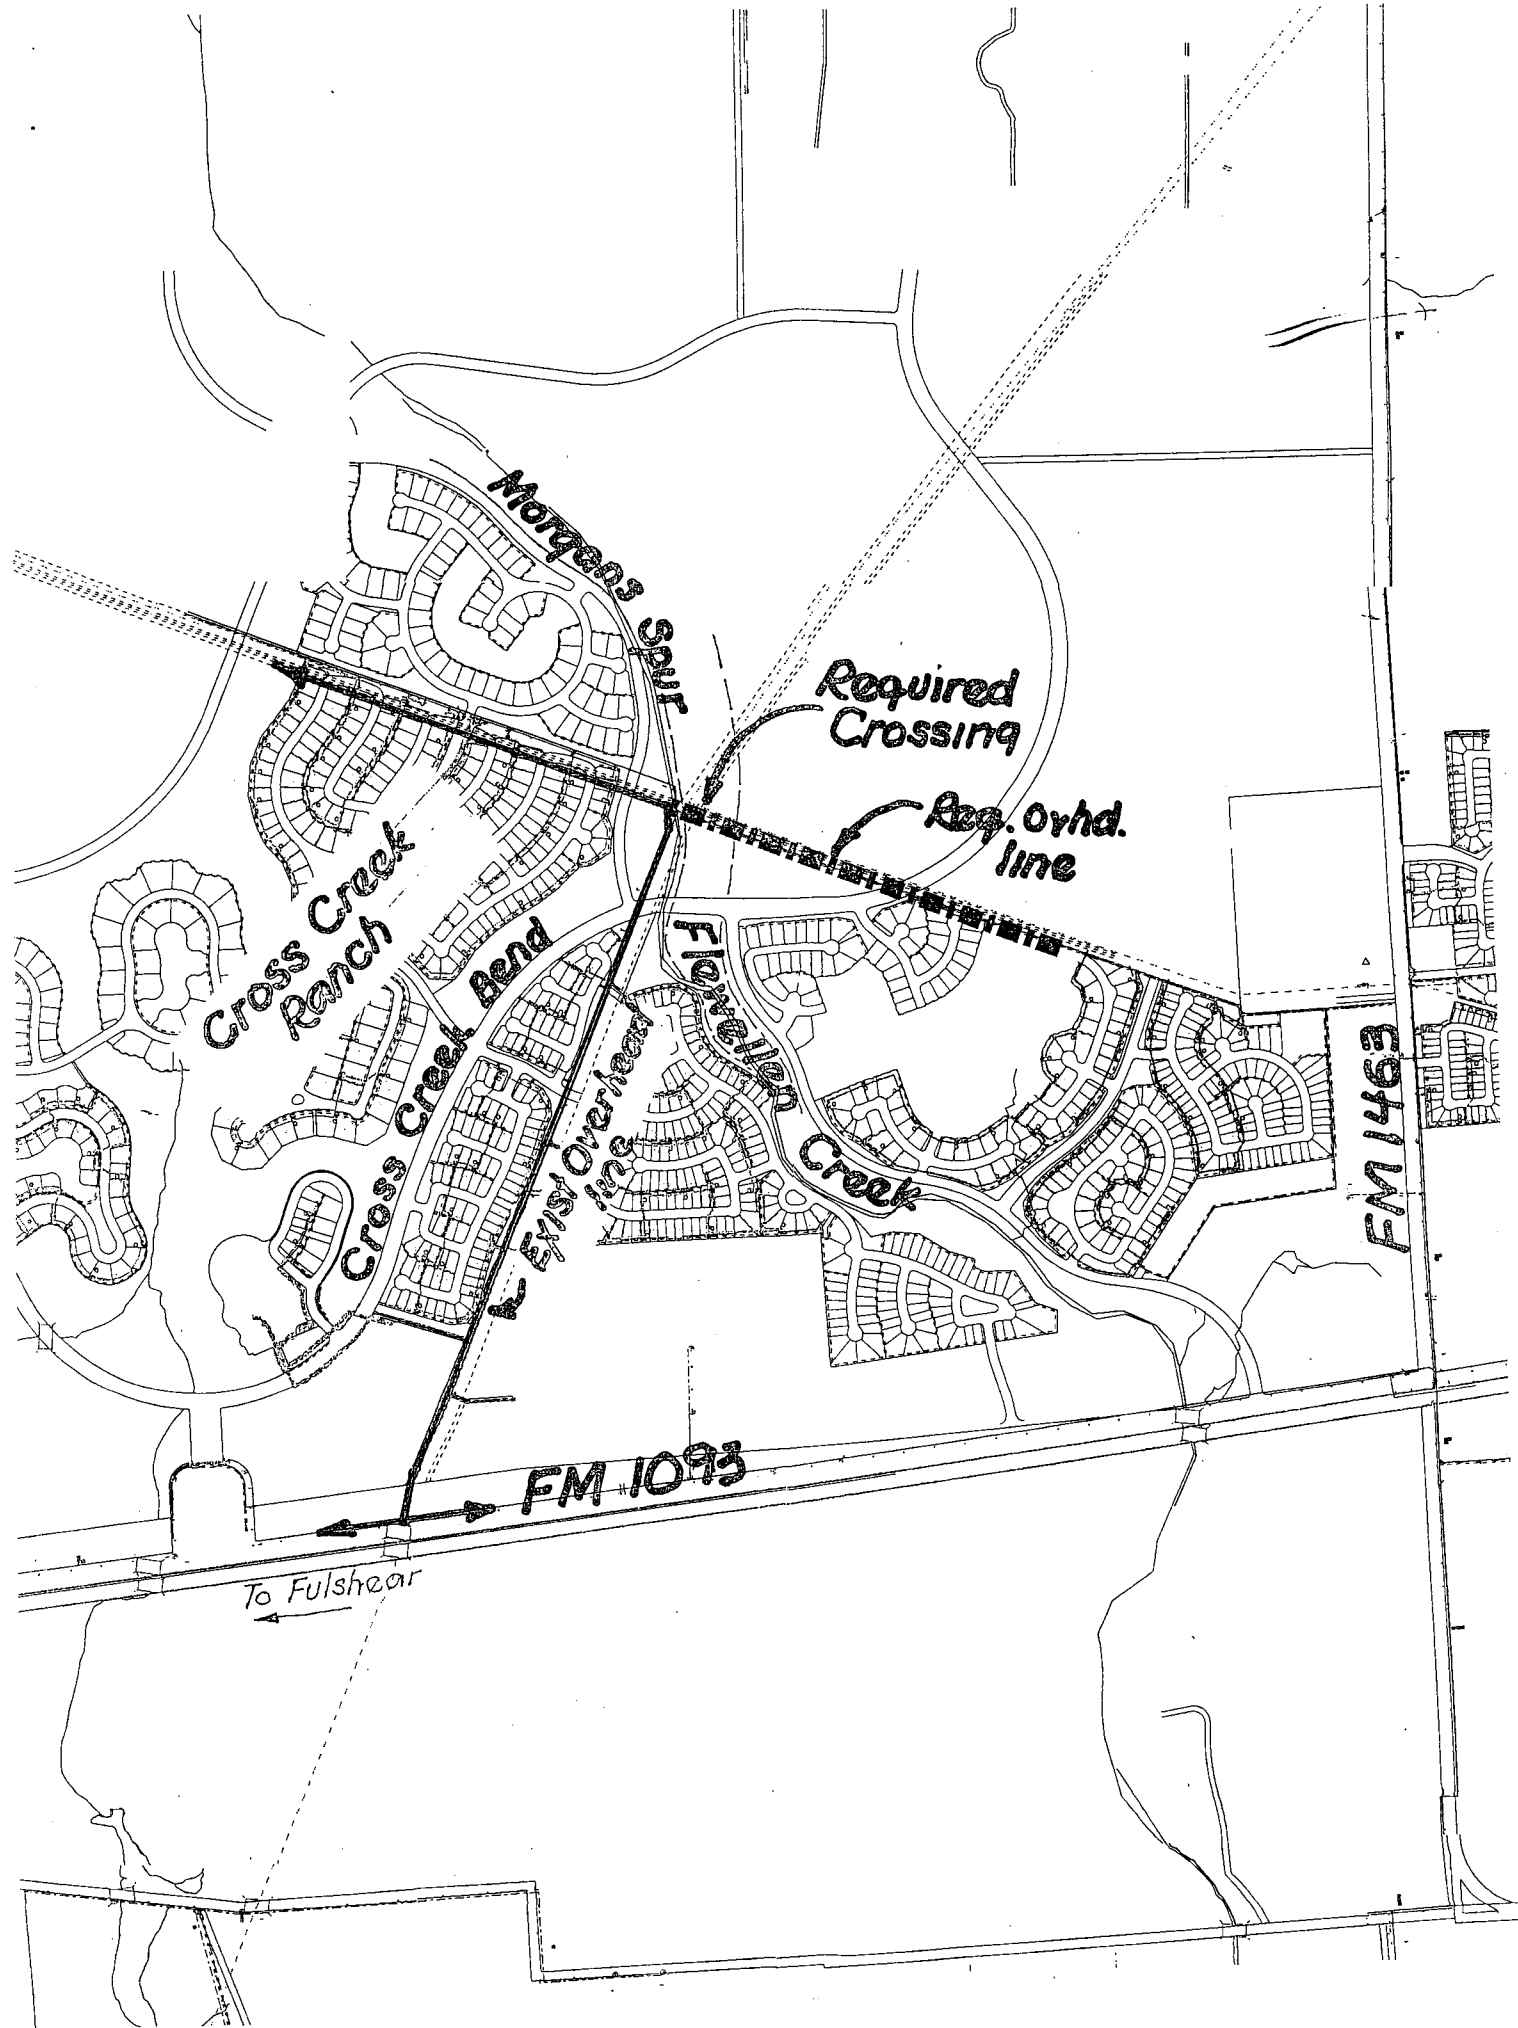 Morgans Spur
Required
Crossing
Req. Ovhd.
line
Cross Creek
Ranch
Cross Creek Bend
Flewellen Creek
Exist Overhead
line
FM 1463
FM 1093
To Fulshear